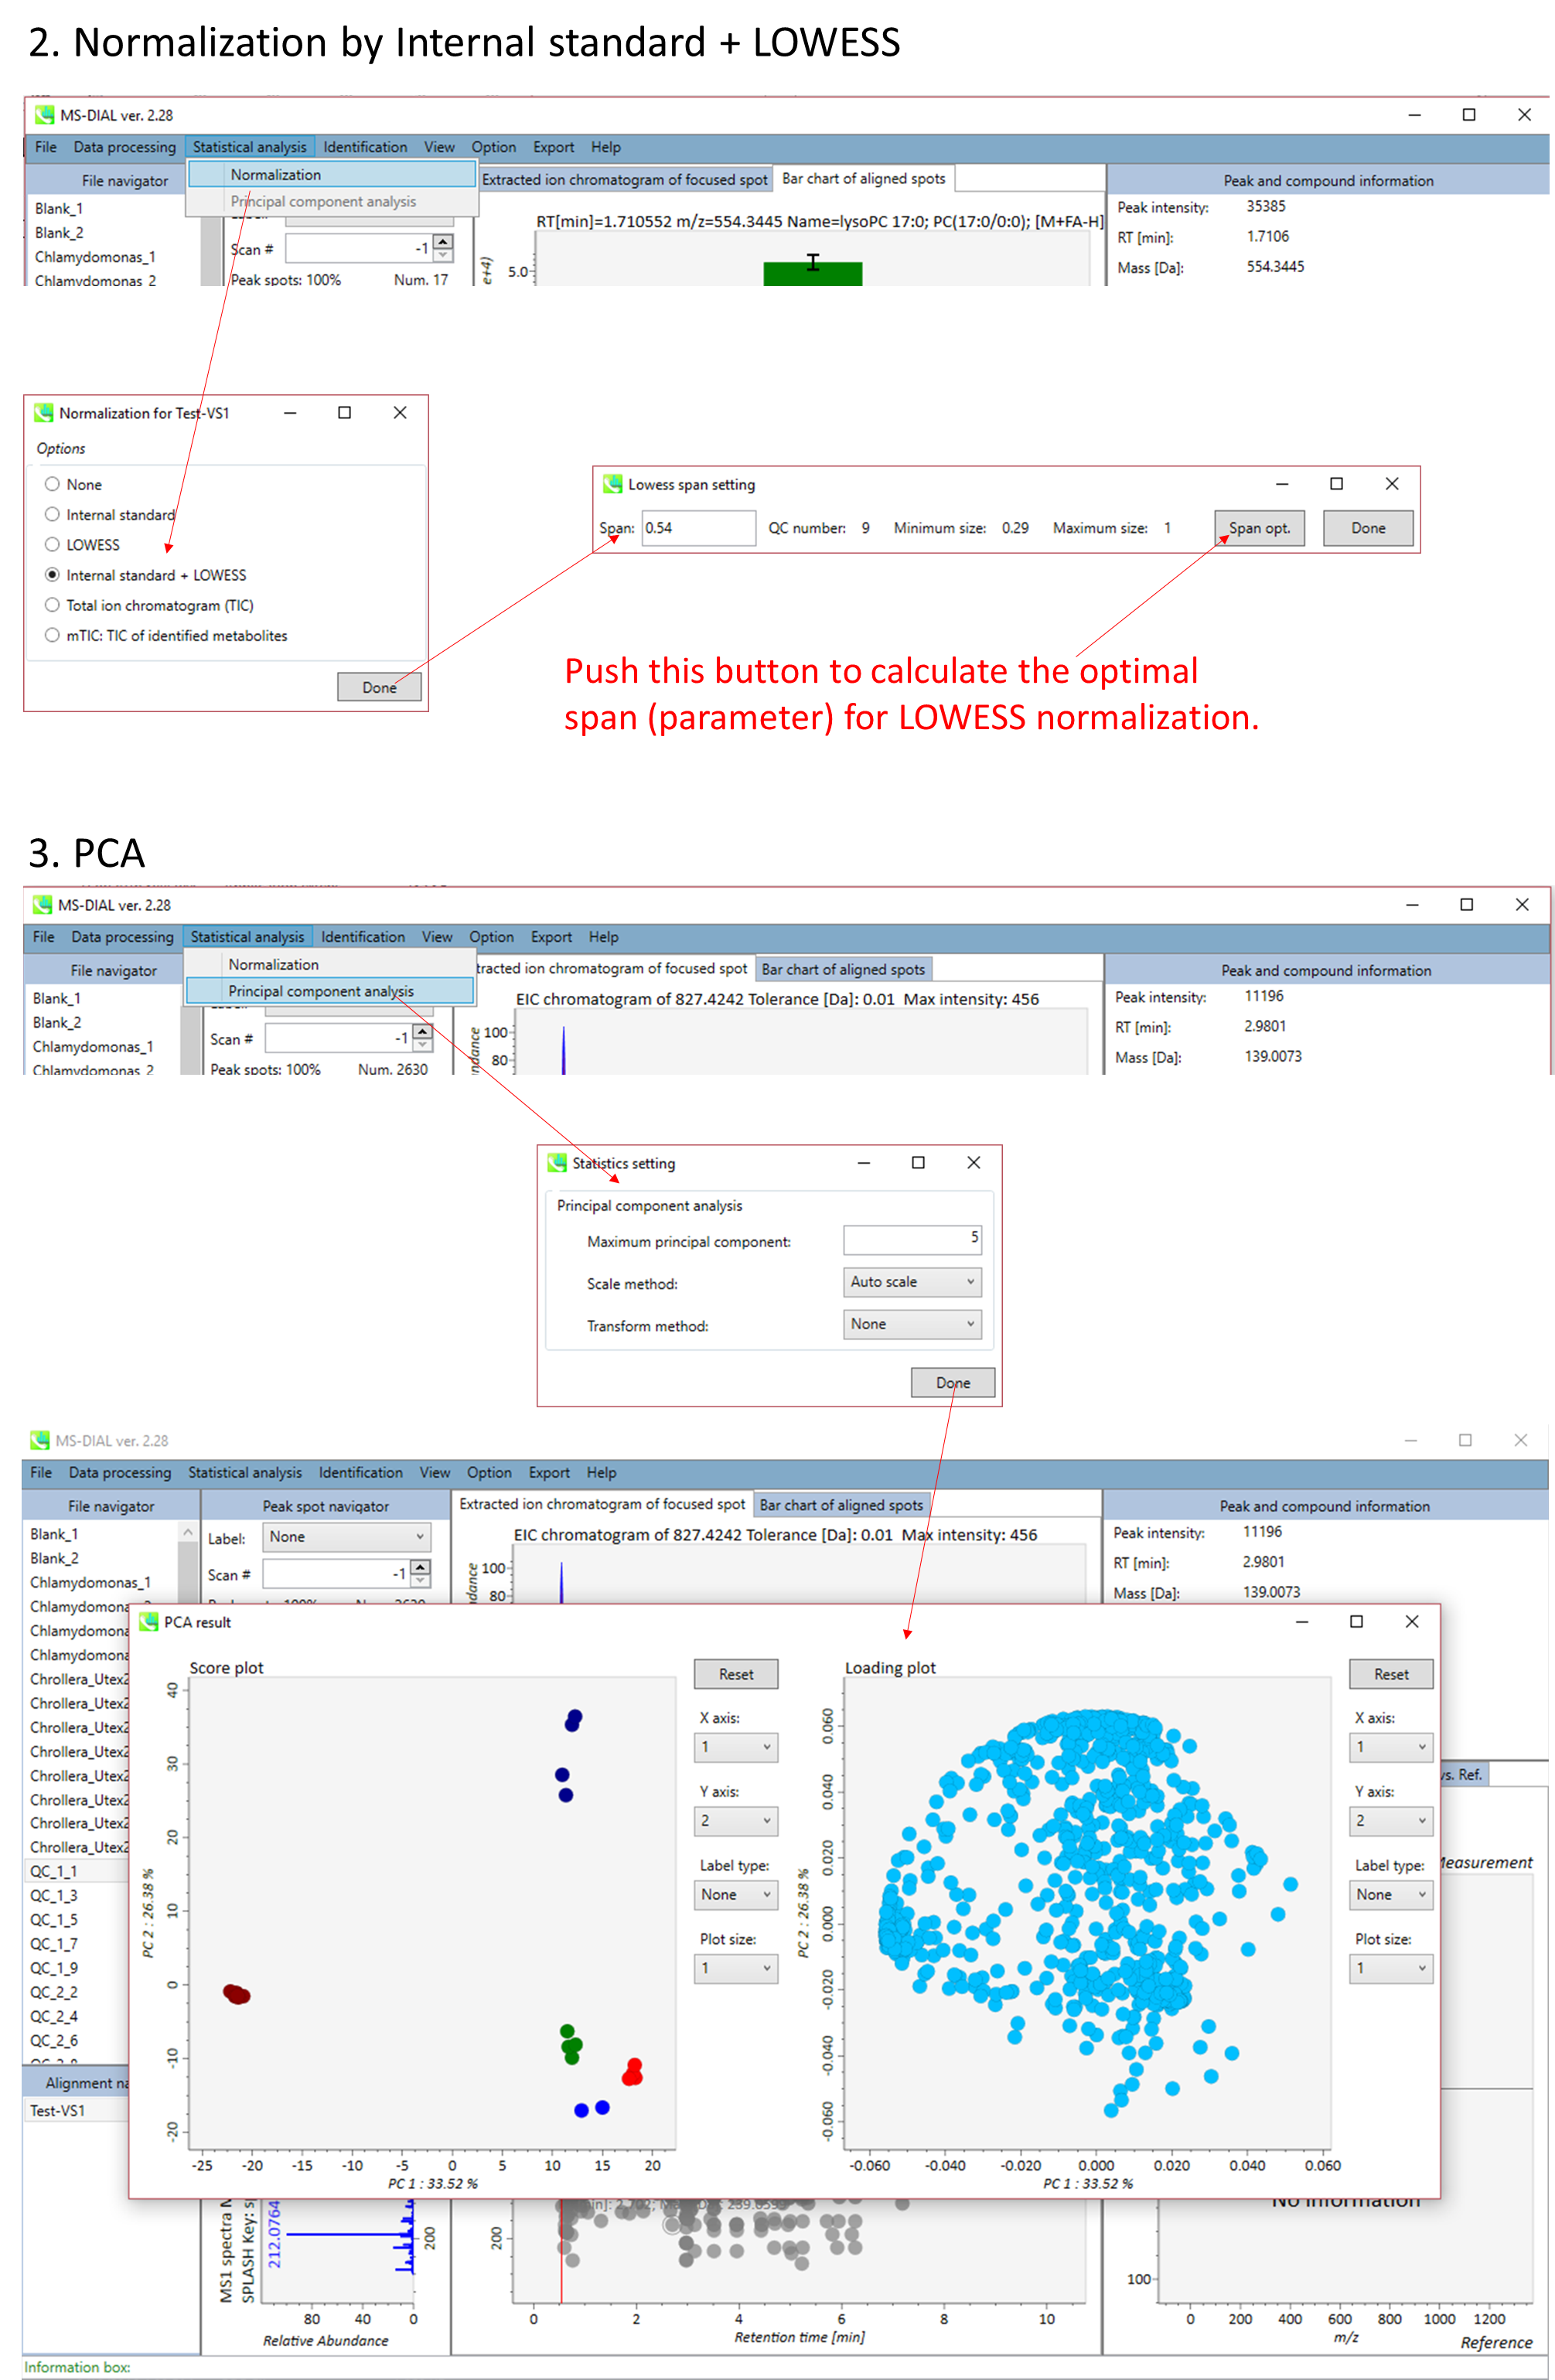 2. Normalization by Internal standard + LOWESS
MS-DIAL ver. 2.28
File Data processing Statistical analysis Identification View Option Export Help
File navigator
Normalization
Principal component analysis
Extracted ion chromatogram of focused spot
Bar chart of aligned spots
Peak and compound information
Blank_1
Blank_2
Chlamydomonas_1
Chlamydomonas_2
Scan # -1
Peak spots: 100% Num. 17
RT[min]=1.710552 m/z=554.3445 Name=lysoPC 17:0; PC(17:0/0:0); [M+FA-H]
e+4)
5.0
Peak intensity: 35385
RT [min]: 1.7106
Mass [Da]: 554.3445
Normalization for Test-VS1
Options
None
Internal standard
LOWESS
Internal standard + LOWESS
Total ion chromatogram (TIC)
mTIC: TIC of identified metabolites
Done
Lowess span setting
Span: 0.54 QC number: 9 Minimum size: 0.29 Maximum size: 1 Span opt. Done
Push this button to calculate the optimal
span (parameter) for LOWESS normalization.
3. PCA
MS-DIAL ver. 2.28
File Data processing Statistical analysis Identification View Option Export Help
File navigator
Normalization
Principal component analysis
tracted ion chromatogram of focused spot
Bar chart of aligned spots
Peak and compound information
Blank_1
Blank_2
Chlamydomonas_1
Chlamydomonas_2
Scan # -1
Peak spots: 100% Num. 2630
EIC chromatogram of 827.4242 Tolerance [Da]: 0.01 Max intensity: 456
ndance
100
80
Peak intensity: 11196
RT [min]: 2.9801
Mass [Da]: 139.0073
Statistics setting
Principal component analysis
Maximum principal component: 5
Scale method: Auto scale
Transform method: None
Done
MS-DIAL ver. 2.28
File Data processing Statistical analysis Identification View Option Export Help
File navigator
Peak spot navigator
Extracted ion chromatogram of focused spot
Bar chart of aligned spots
Peak and compound information
Blank_1
Blank_2
Chlamydomonas_1
Chlamydomona
Chlamydomona
Chlamydomona
Chrollera_Utex2
Chrollera_Utex2
Chrollera_Utex2
Chrollera_Utex2
Chrollera_Utex2
Chrollera_Utex2
Chrollera_Utex2
Chrollera_Utex2
QC_1_1
QC_1_3
QC_1_5
QC_1_7
QC_1_9
QC_2_2
QC_2_4
QC_2_6
Alignment na
Test-VS1
Label: None
Scan # -1
EIC chromatogram of 827.4242 Tolerance [Da]: 0.01 Max intensity: 456
dance
100
80
Peak intensity: 11196
RT [min]: 2.9801
Mass [Da]: 139.0073
PCA result
Score plot
40
30
20
10
0
-10
-20
PC 2 : 26.38 %
-25 -20 -15 -10 -5 0 5 10 15 20
PC 1 : 33.52 %
Reset
X axis:
1
Y axis:
2
Label type:
None
Plot size:
1
Loading plot
0.060
0.040
0.020
0.000
-0.020
-0.040
-0.060
PC 2 : 26.38 %
-0.060 -0.040 -0.020 0.000 0.020 0.040 0.060
PC 1 : 33.52 %
Reset
X axis:
1
Y axis:
2
Label type:
None
Plot size:
1
vs. Ref.
Measurement
No information
MS1 spectra M
SPLASH Key: s
212.0764
200
80 40 0
Relative Abundance
200
0 2 4 6 8 10
Retention time [min]
100
0 200 400 600 800 1000 1200
m/z
Reference
Information box: